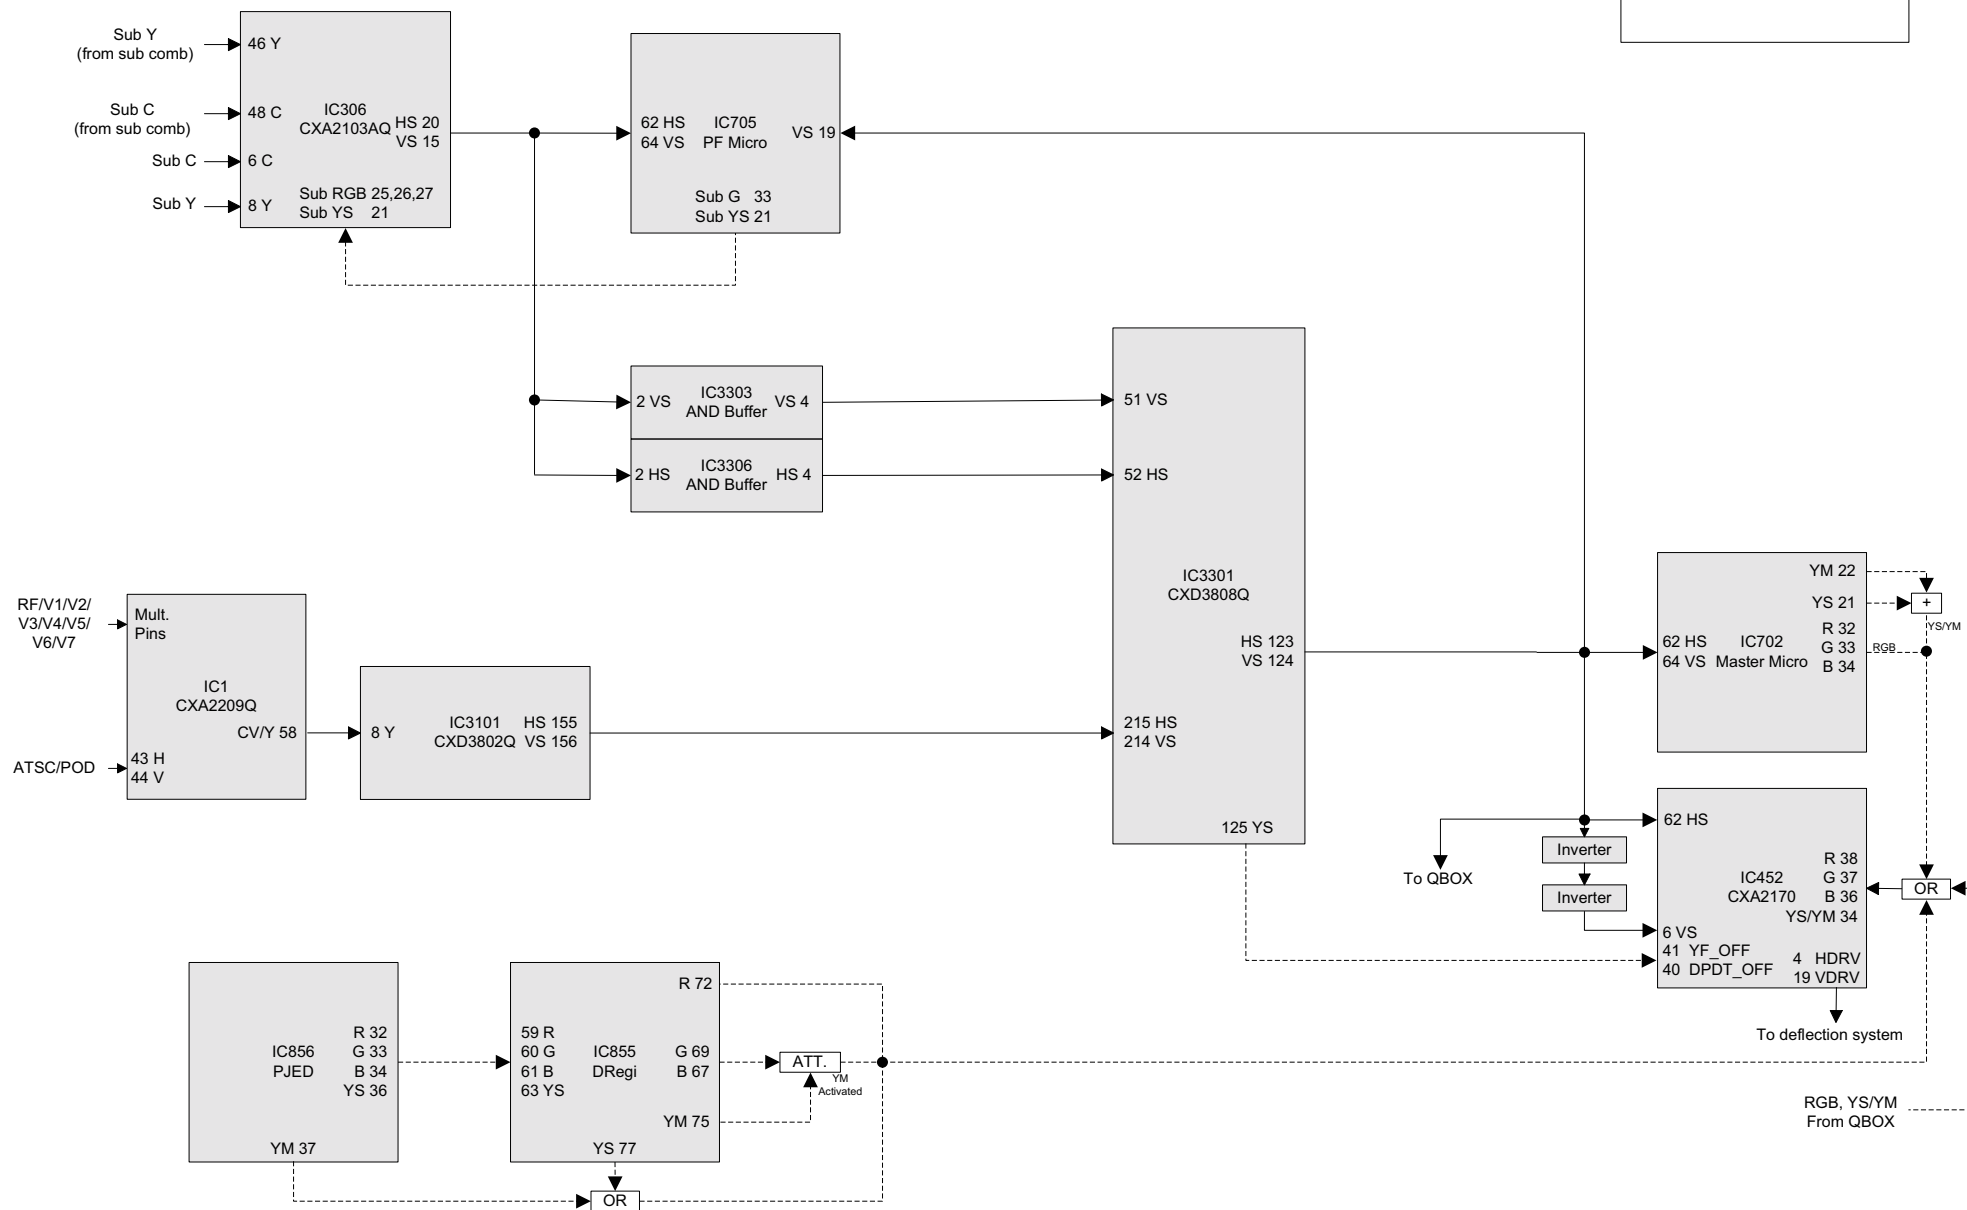 Sub Y
(from sub comb)
46 Y
Sub C
(from sub comb)
48 C
Sub C
6 C
Sub Y
8 Y
IC306
CXA2103AQ
HS 20
VS 15
Sub RGB 25,26,27
Sub YS 21
62 HS
64 VS
IC705
PF Micro
VS 19
Sub G 33
Sub YS 21
2 VS
IC3303
AND Buffer
VS 4
2 HS
IC3306
AND Buffer
HS 4
51 VS
52 HS
IC3301
CXD3808Q
HS 123
VS 124
215 HS
214 VS
125 YS
RF/V1/V2/
V3/V4/V5/
V6/V7
Mult.
Pins
IC1
CXA2209Q
CV/Y 58
ATSC/POD
43 H
44 V
8 Y
IC3101
CXD3802Q
HS 155
VS 156
YM 22
YS 21
R 32
G 33
B 34
62 HS
64 VS
IC702
Master Micro
+
YS/YM
RGB
To QBOX
Inverter
Inverter
62 HS
IC452
CXA2170
R 38
G 37
B 36
YS/YM 34
6 VS
41 YF_OFF
40 DPDT_OFF
4 HDRV
19 VDRV
OR
To deflection system
IC856
PJED
R 32
G 33
B 34
YS 36
YM 37
59 R
60 G
61 B
63 YS
IC855
DRegi
R 72
G 69
B 67
YM 75
YS 77
ATT.
YM
Activated
OR
RGB, YS/YM
From QBOX